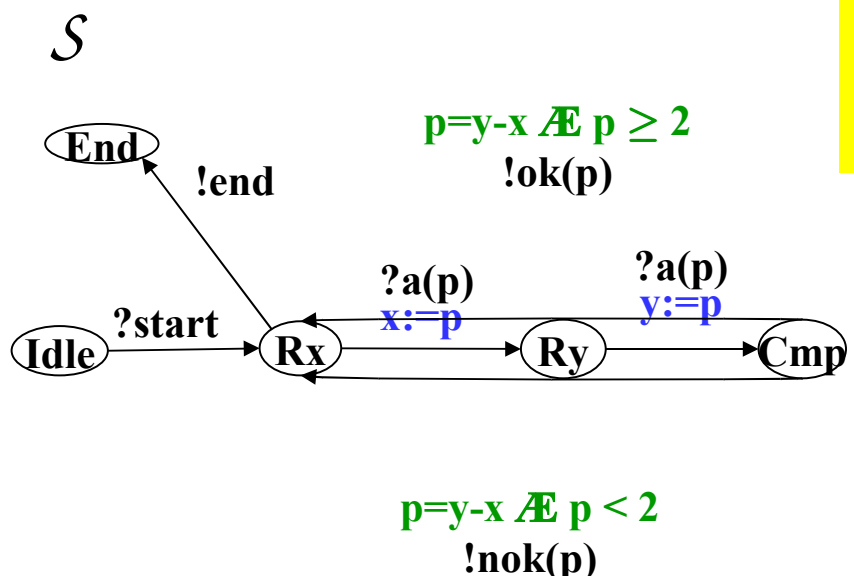 S
p=y-x Æ p ≥ 2
!ok(p)
End
!end
?a(p)
x:=p
?a(p)
y:=p
?start
Idle
Rx
Ry
Cmp
p=y-x Æ p < 2
!nok(p)